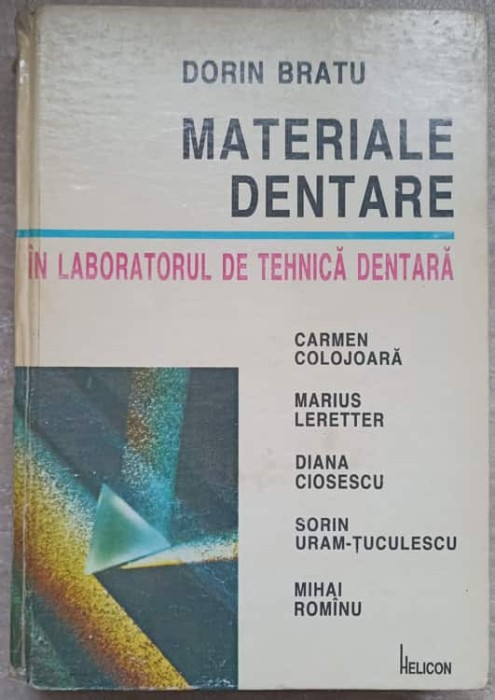 DORIN BRATU
MATERIALE
DENTARE
ÎN LABORATORUL DE TEHNICĂ DENTARĂ
CARMEN
COLOJOARĂ
MARIUS
LERETTER
DIANA
CIOSESCU
SORIN
URAM-ȚUCULESCU
MIHAI
ROMÎNU
HELICON